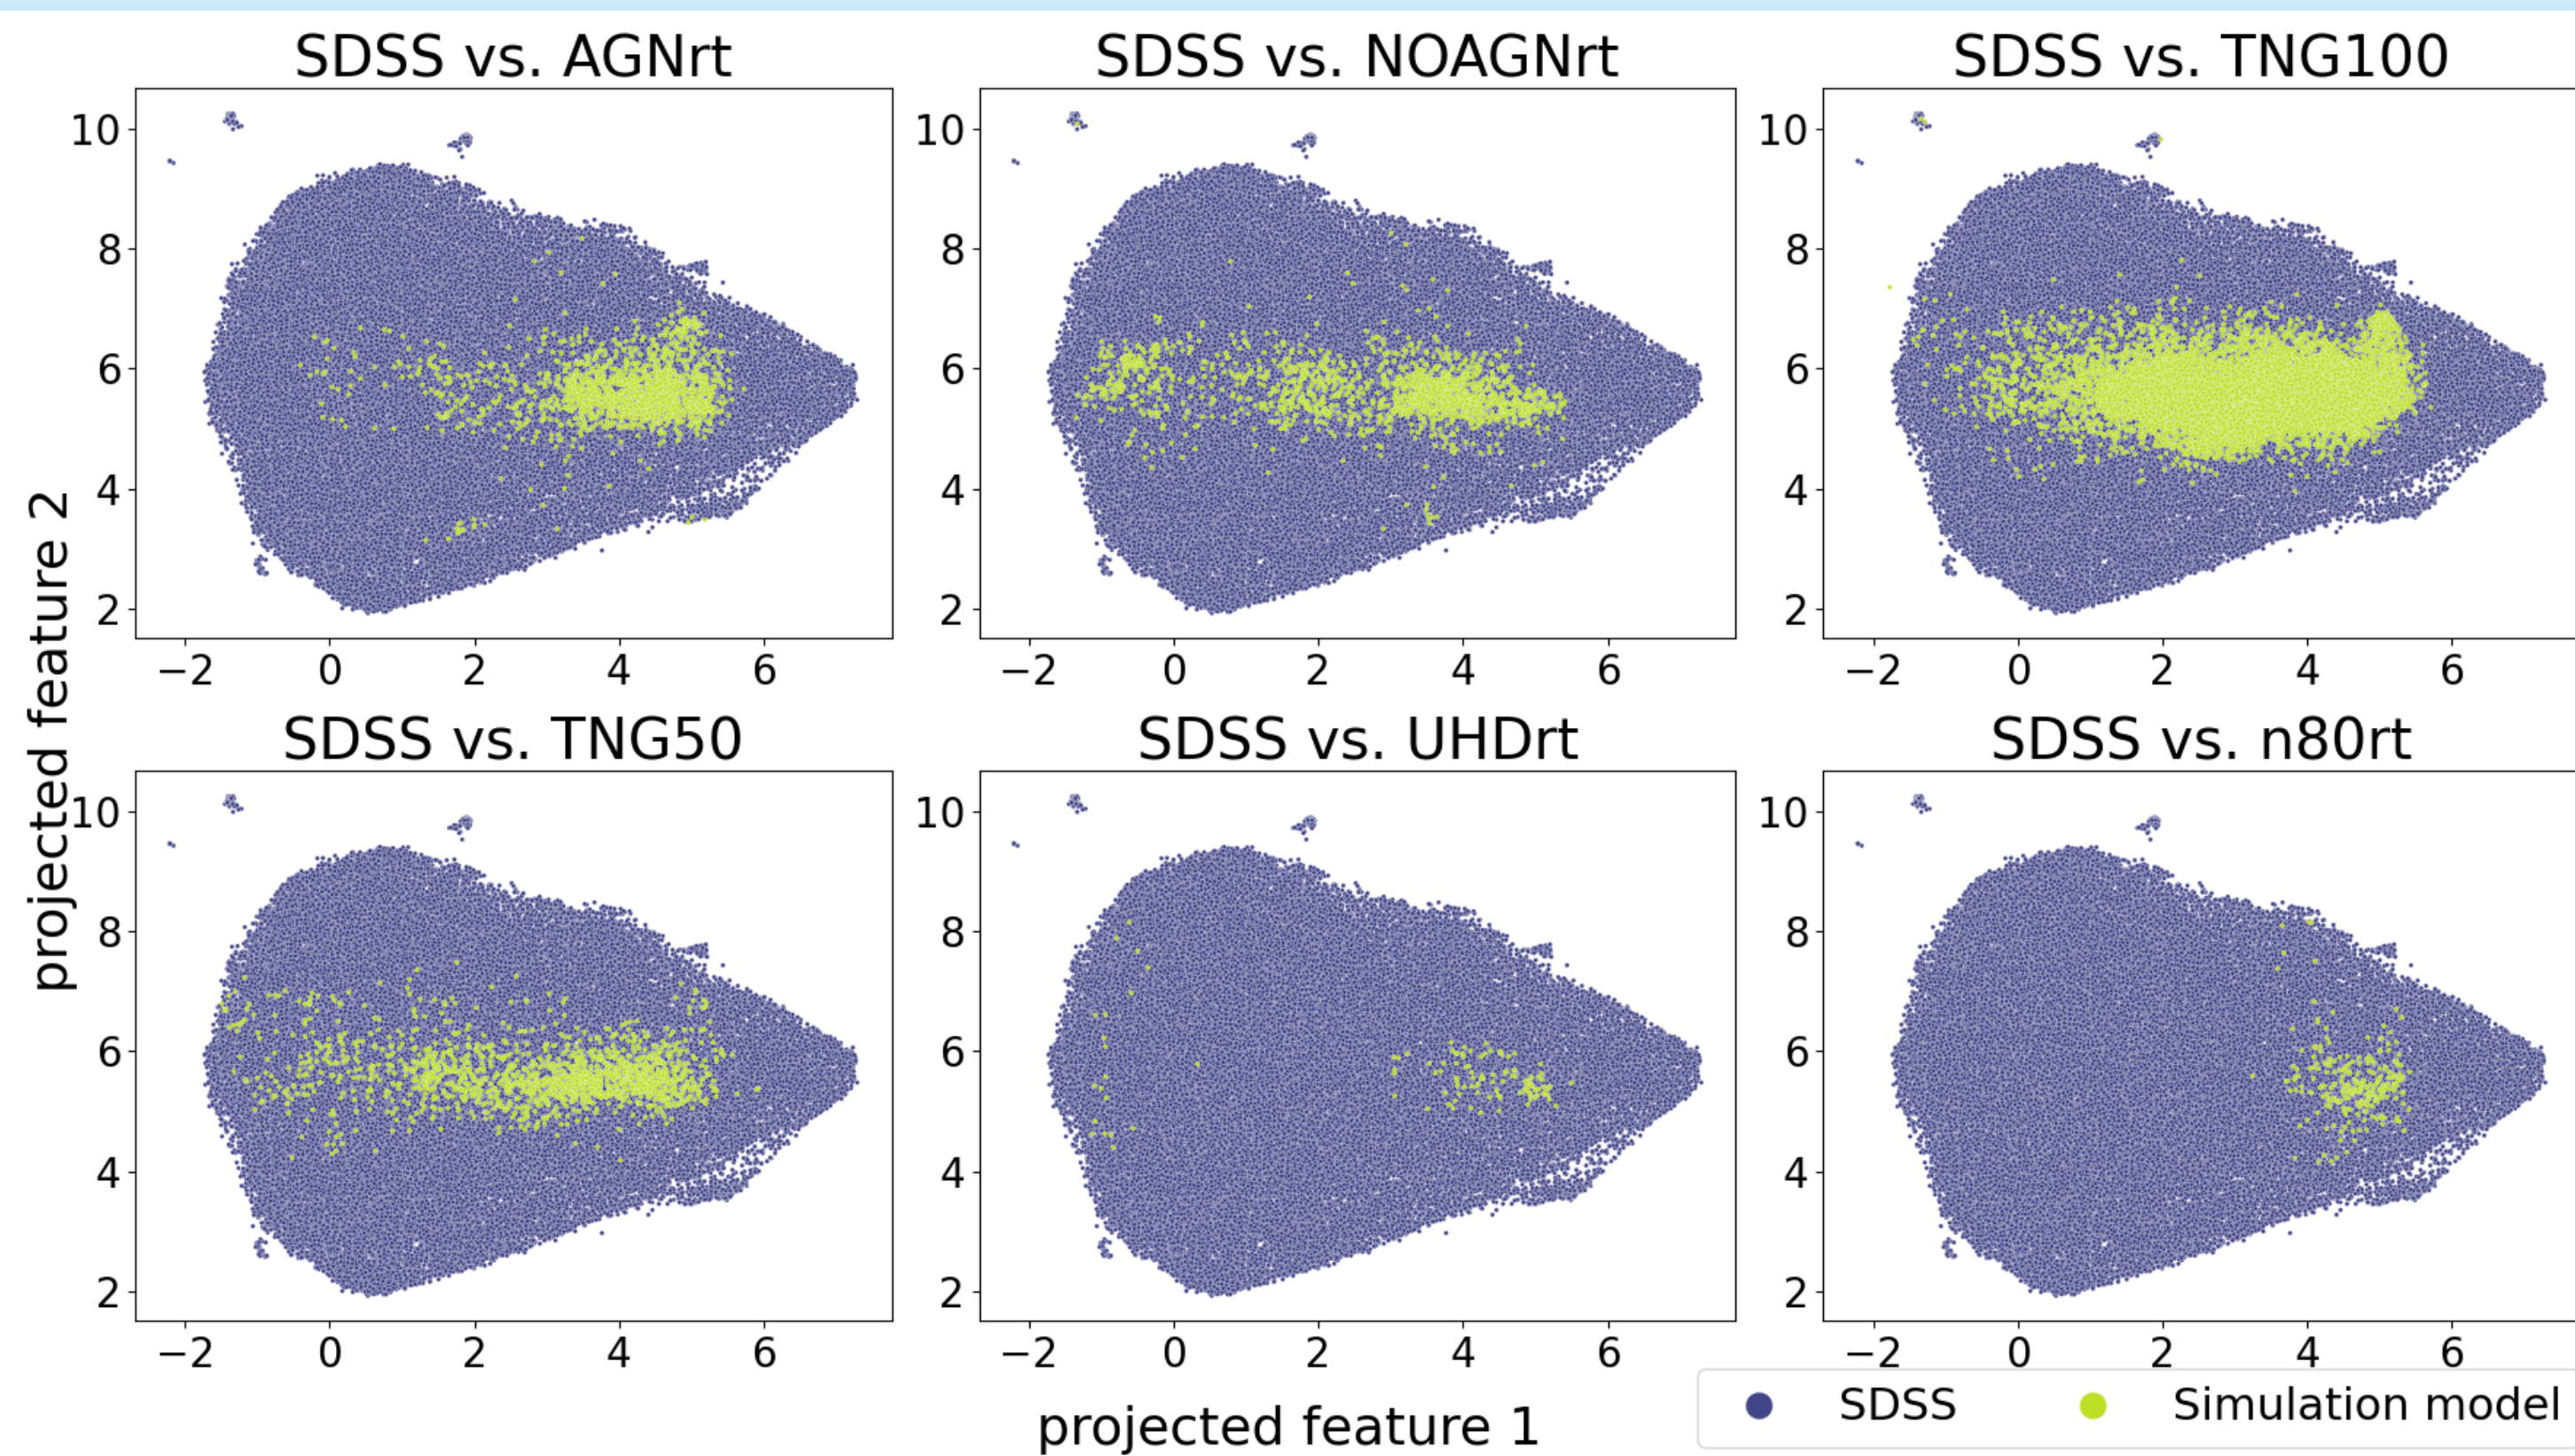 SDSS vs. AGNrt
SDSS vs. NOAGNrt
SDSS vs. TNG100
10
8
6
4
2
−2 0 2 4 6
10
8
6
4
2
−2 0 2 4 6
10
8
6
4
2
−2 0 2 4 6
projected feature 2
SDSS vs. TNG50
SDSS vs. UHDrt
SDSS vs. n80rt
10
8
6
4
2
−2 0 2 4 6
10
8
6
4
2
−2 0 2 4 6
10
8
6
4
2
−2 0 2 4 6
projected feature 1
SDSS
Simulation model